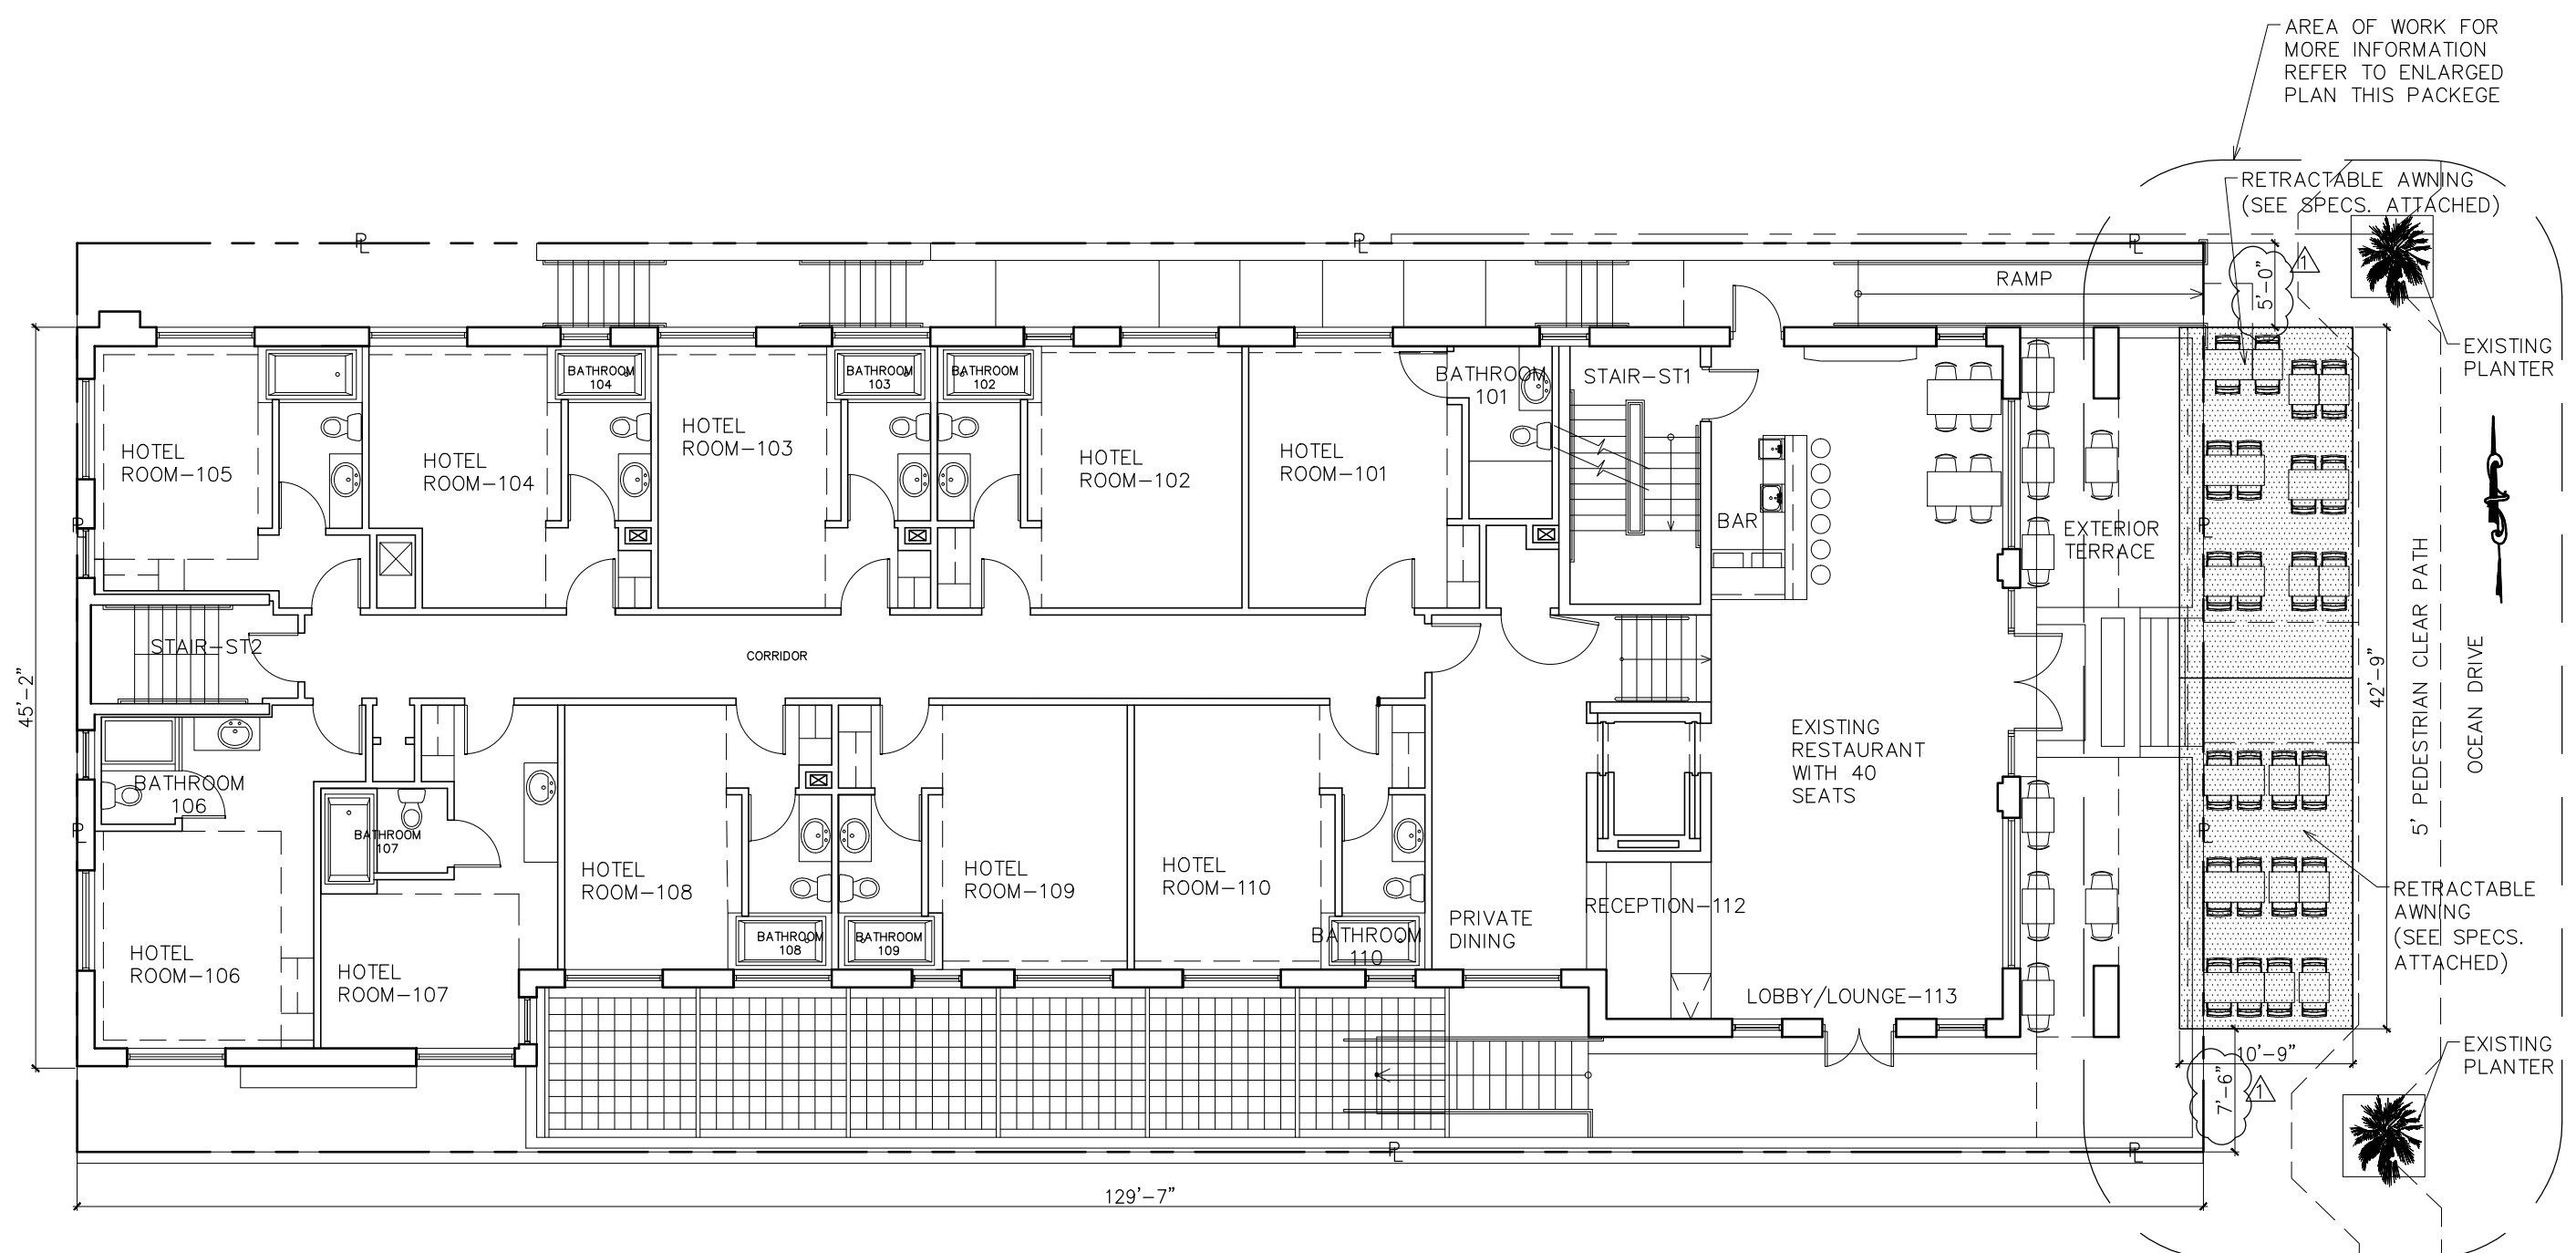 AREA OF WORK FOR
MORE INFORMATION
REFER TO ENLARGED
PLAN THIS PACKEGE
RETRACTABLE AWNING
(SEE SPECS. ATTACHED)
PL
PL
PL
RAMP
5'-0"
1
EXISTING
PLANTER
BATHROOM
104
BATHROOM
103
BATHROOM
102
BATHROOM
101
STAIR-ST1
HOTEL
ROOM-105
HOTEL
ROOM-104
HOTEL
ROOM-103
HOTEL
ROOM-102
HOTEL
ROOM-101
BAR
PL
EXTERIOR
TERRACE
PL
STAIR-ST2
CORRIDOR
45'-2"
42'-9"
5' PEDESTRIAN CLEAR PATH
OCEAN DRIVE
EXISTING
RESTAURANT
WITH 40
SEATS
BATHROOM
106
BATHROOM
107
PL
PL
HOTEL
ROOM-108
HOTEL
ROOM-109
HOTEL
ROOM-110
RECEPTION-112
PRIVATE
DINING
BATHROOM
108
BATHROOM
109
BATHROOM
110
HOTEL
ROOM-106
HOTEL
ROOM-107
LOBBY/LOUNGE-113
RETRACTABLE
AWNING
(SEE SPECS.
ATTACHED)
10'-9"
7'-6"
1
EXISTING
PLANTER
PL
PL
129'-7"